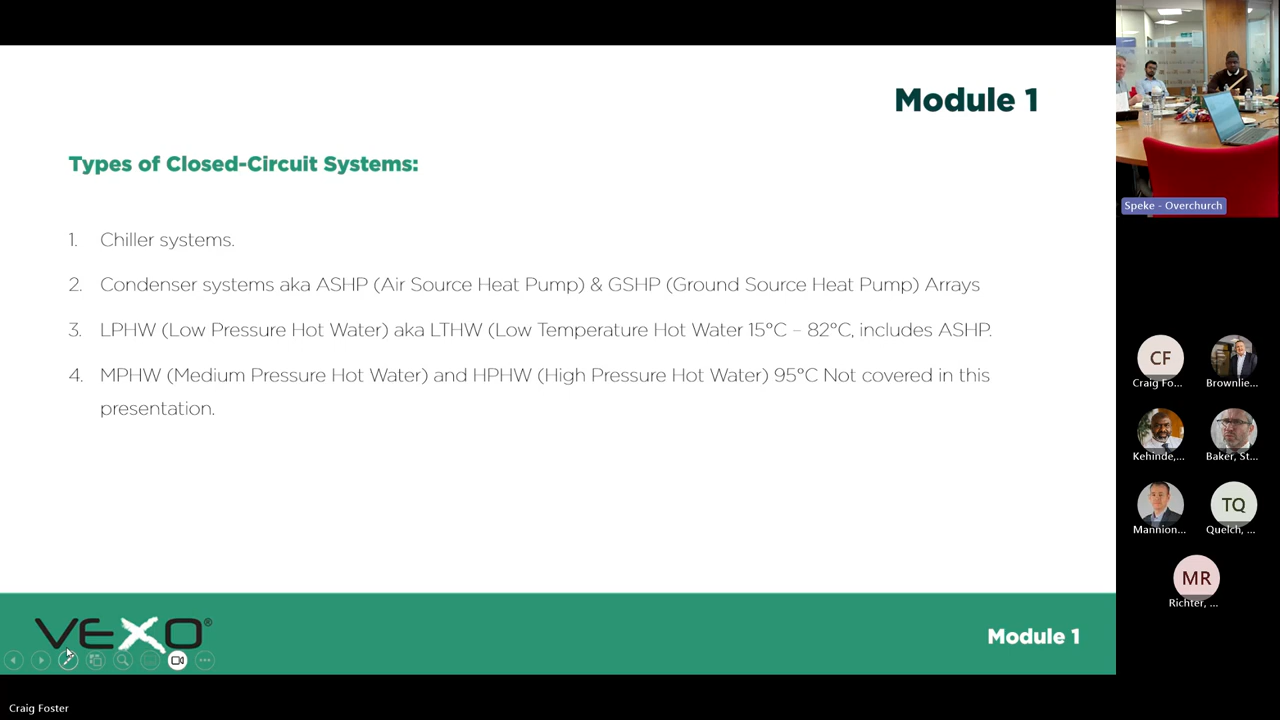 Module 1
Types of Closed-Circuit Systems:
1. Chiller systems.
2. Condenser systems aka ASHP (Air Source Heat Pump) & GSHP (Ground Source Heat Pump) Arrays
3. LPHW (Low Pressure Hot Water) aka LTHW (Low Temperature Hot Water 15°C – 82°C, includes ASHP.
4. MPHW (Medium Pressure Hot Water) and HPHW (High Pressure Hot Water) 95°C Not covered in this
presentation.
VEXO®
Module 1
Craig Foster
Speke - Overchurch
CF
Craig Fo...
Brownlie...
Kehinde,...
Baker, St...
Mannion...
TQ
Quelch, ...
MR
Richter, ...